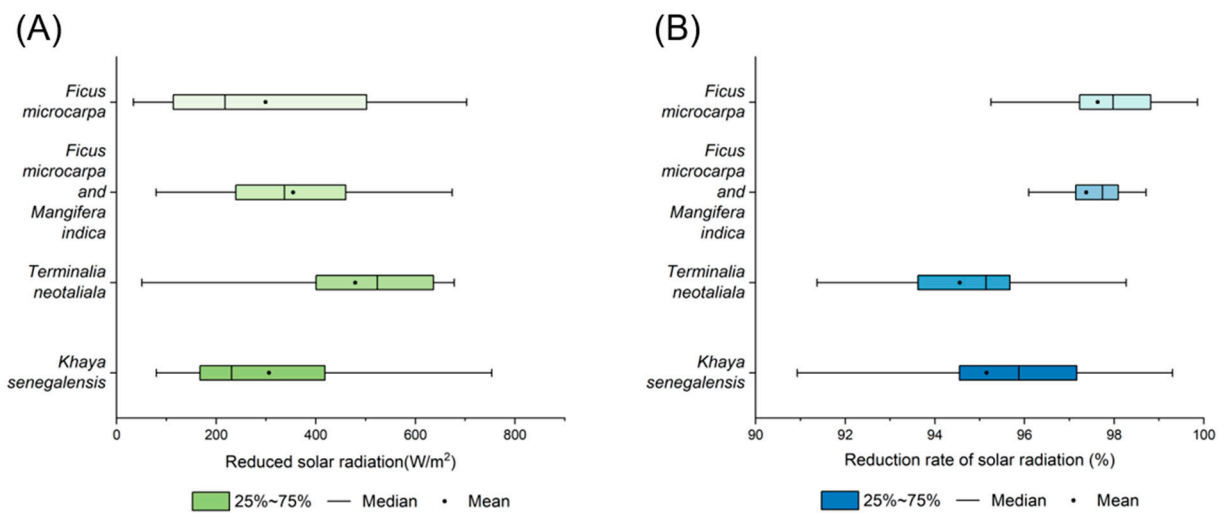 (A)
Ficus
microcarpa
Ficus
microcarpa
and
Mangifera
indica
Terminalia
neotaliala
Khaya
senegalensis
0 200 400 600 800
Reduced solar radiation(W/m²)
25%~75% Median Mean
(B)
Ficus
microcarpa
Ficus
microcarpa
and
Mangifera
indica
Terminalia
neotaliala
Khaya
senegalensis
90 92 94 96 98 100
Reduction rate of solar radiation (%)
25%~75% Median Mean